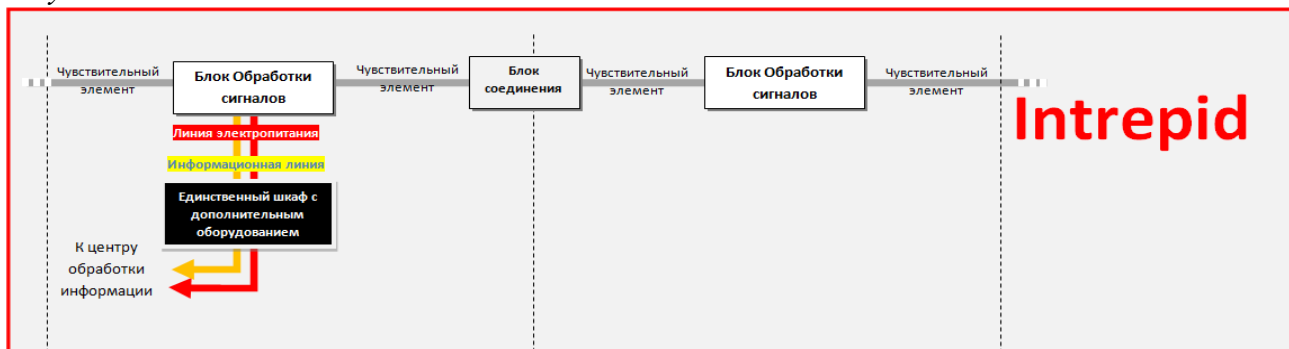 Чувствительный
элемент
Блок Обработки
сигналов
Чувствительный
элемент
Блок
соединения
Чувствительный
элемент
Блок Обработки
сигналов
Чувствительный
элемент
Intrepid
Линия электропитания
Информационная линия
Единственный шкаф с
дополнительным
оборудованием
К центру
обработки
информации